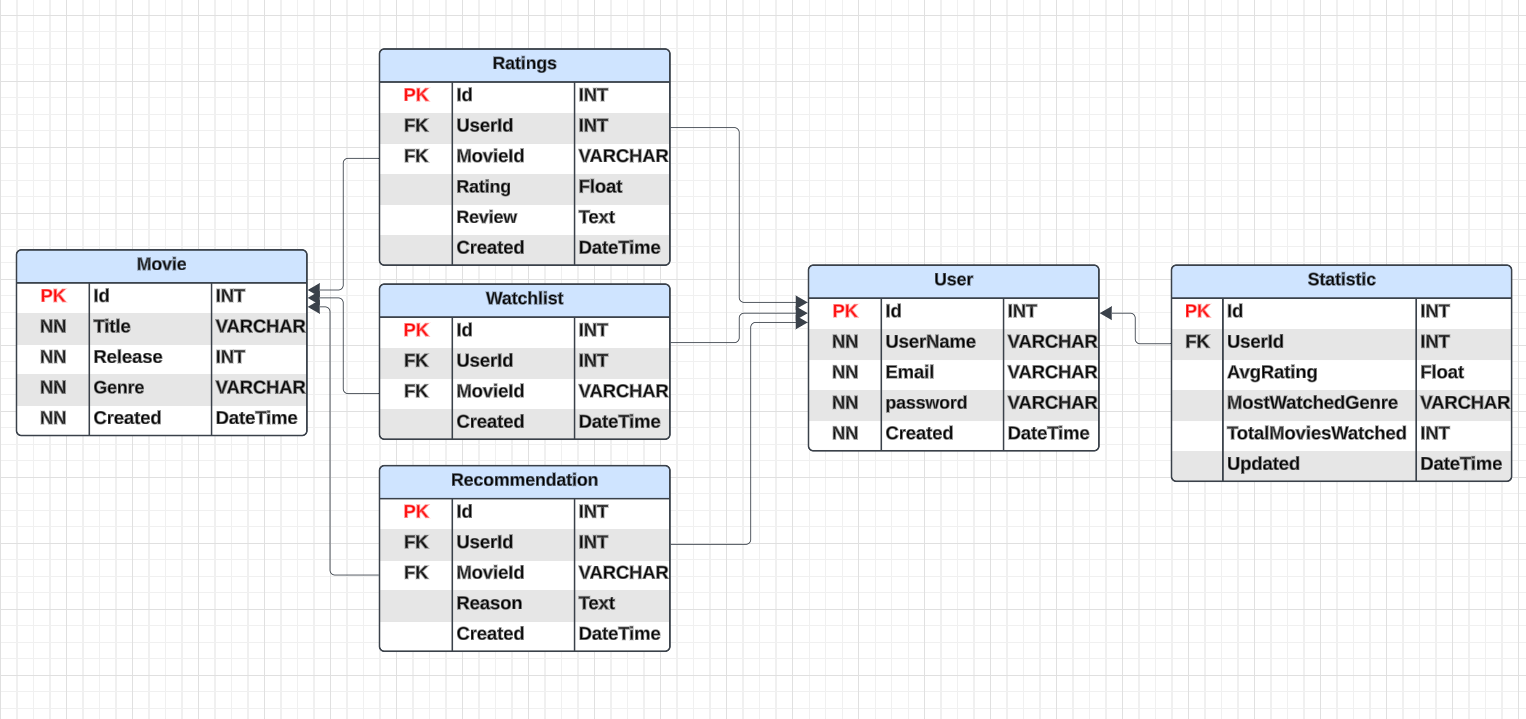 Ratings
PK Id INT
FK UserId INT
FK MovieId VARCHAR
Rating Float
Review Text
Created DateTime
Movie
PK Id INT
NN Title VARCHAR
NN Release INT
NN Genre VARCHAR
NN Created DateTime
Watchlist
PK Id INT
FK UserId INT
FK MovieId VARCHAR
Created DateTime
Recommendation
PK Id INT
FK UserId INT
FK MovieId VARCHAR
Reason Text
Created DateTime
User
PK Id INT
NN UserName VARCHAR
NN Email VARCHAR
NN password VARCHAR
NN Created DateTime
Statistic
PK Id INT
FK UserId INT
AvgRating Float
MostWatchedGenre VARCHAR
TotalMoviesWatched INT
Updated DateTime